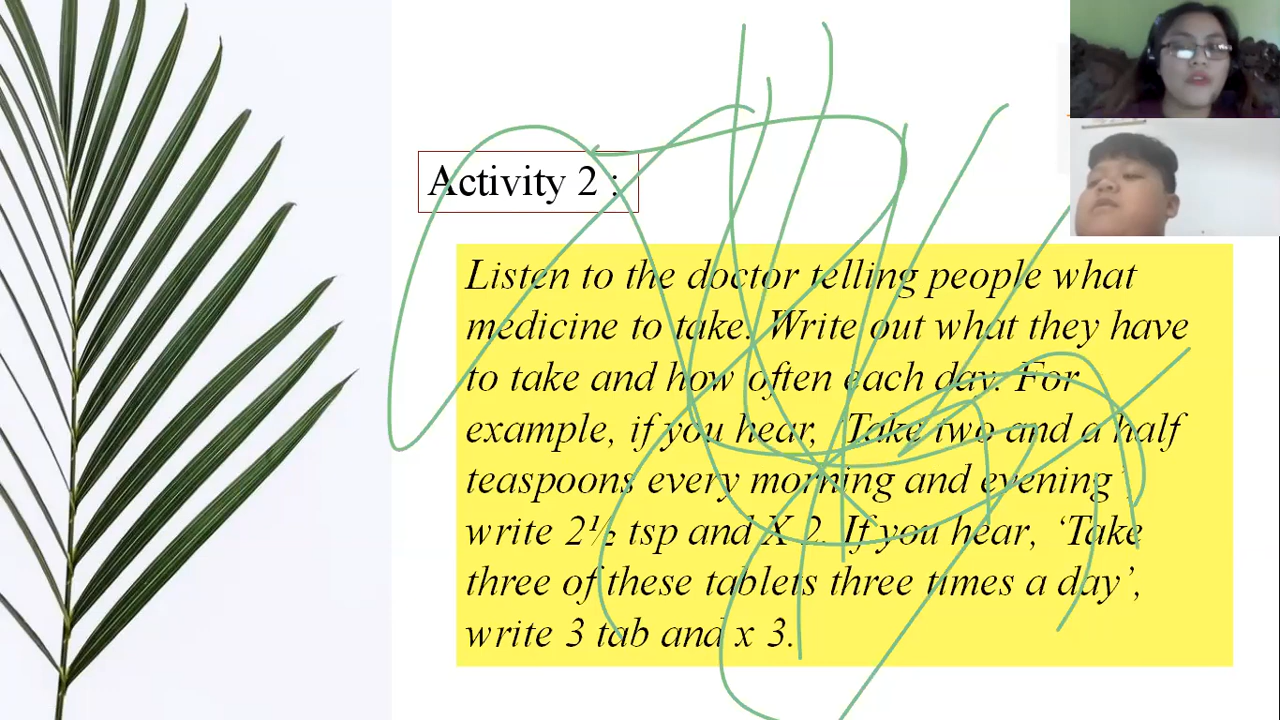 Activity 2 :
Listen to the doctor telling people what
medicine to take. Write out what they have
to take and how often each day. For
example, if you hear, ‘Take two and a half
teaspoons every morning and evening’,
write 2½ tsp and X 2. If you hear, ‘Take
three of these tablets three times a day’,
write 3 tab and x 3.